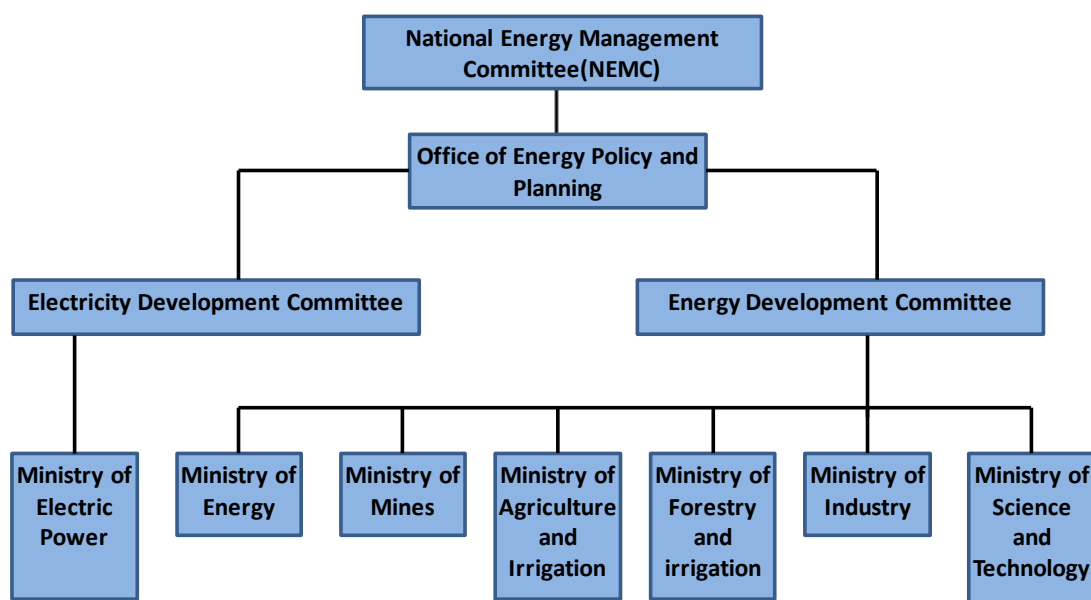 National Energy Management
Committee(NEMC)
Office of Energy Policy and
Planning
Electricity Development Committee
Energy Development Committee
Ministry of
Electric
Power
Ministry of
Energy
Ministry of
Mines
Ministry of
Agriculture
and
Irrigation
Ministry of
Forestry
and
irrigation
Ministry of
Industry
Ministry of
Science
and
Technology